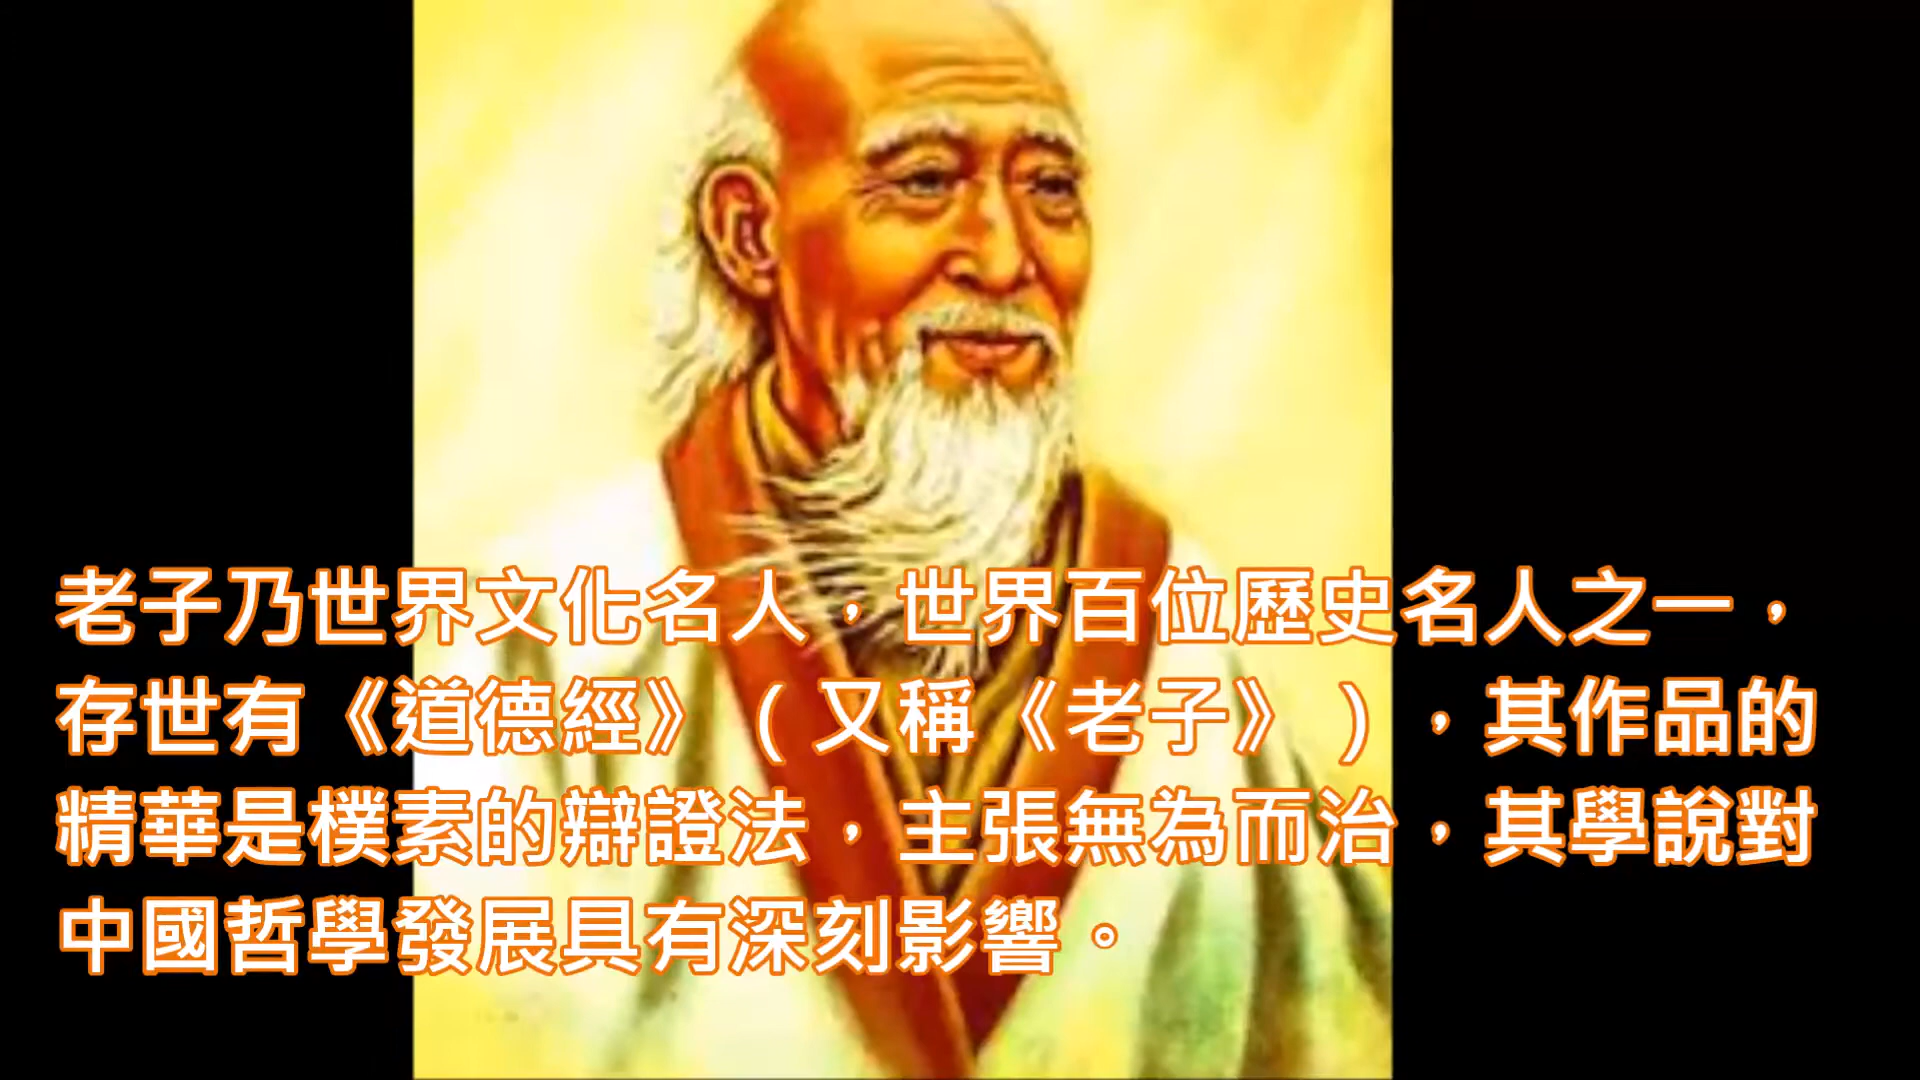 老子乃世界文化名人，世界百位歷史名人之一，
存世有《道德經》（又稱《老子》），其作品的
精華是樸素的辯證法，主張無為而治，其學說對
中國哲學發展具有深刻影響。